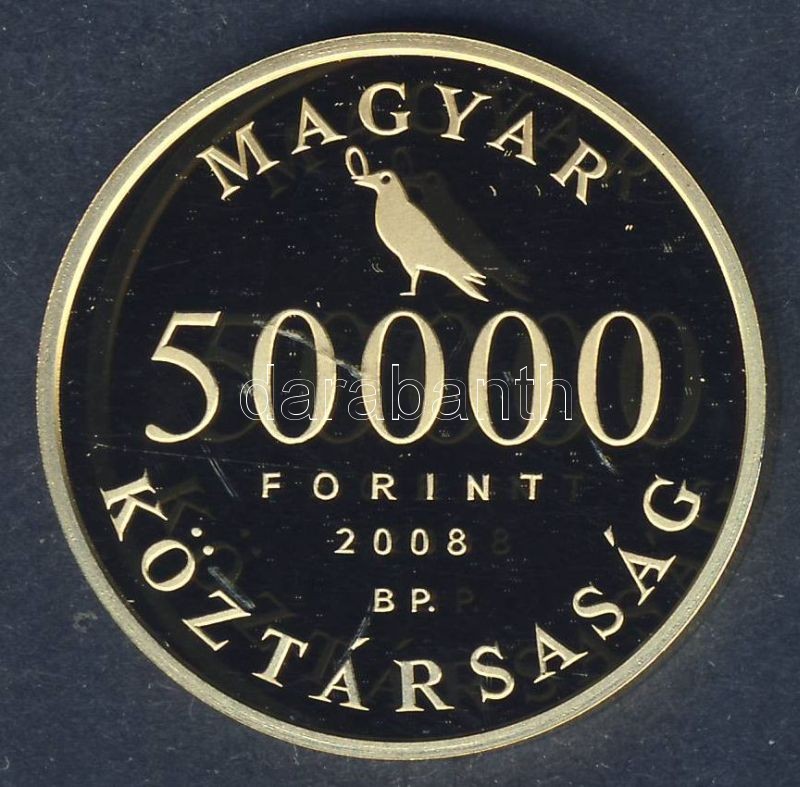 MAGYAR
50000
darabanth
FORINT
2008
BP.
KÖZTÁRSASÁG